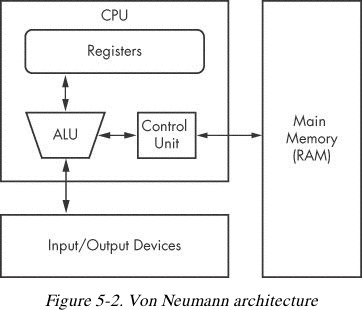 CPU
Registers
ALU
Control
Unit
Main
Memory
(RAM)
Input/Output Devices
Figure 5-2. Von Neumann architecture